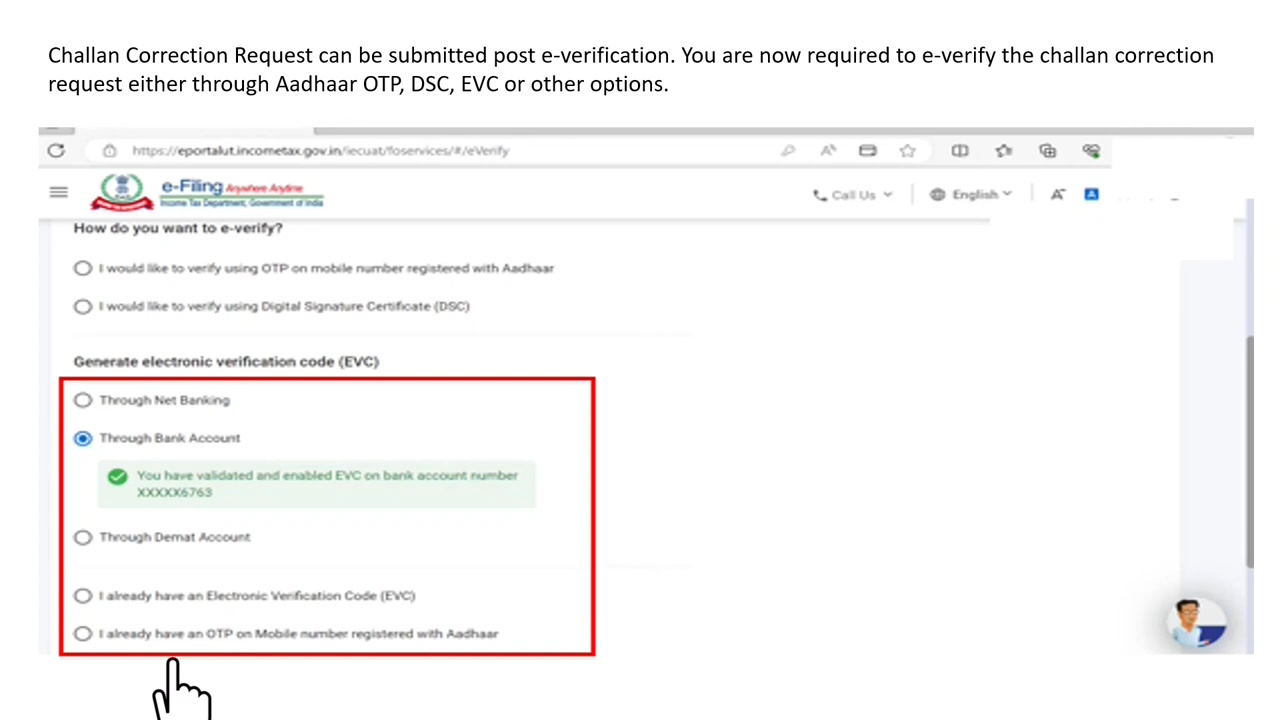 Challan Correction Request can be submitted post e-verification. You are now required to e-verify the challan correction
request either through Aadhaar OTP, DSC, EVC or other options.
https://eportalut.incometax.gov.in/iecuat/foservices/#/eVerify
e-Filing Anywhere Anytime
Income Tax Department, Government of India
Call Us
English
A
A
How do you want to e-verify?
I would like to verify using OTP on mobile number registered with Aadhaar
I would like to verify using Digital Signature Certificate (DSC)
Generate electronic verification code (EVC)
Through Net Banking
Through Bank Account
You have validated and enabled EVC on bank account number
XXXXX6763
Through Demat Account
I already have an Electronic Verification Code (EVC)
I already have an OTP on Mobile number registered with Aadhaar